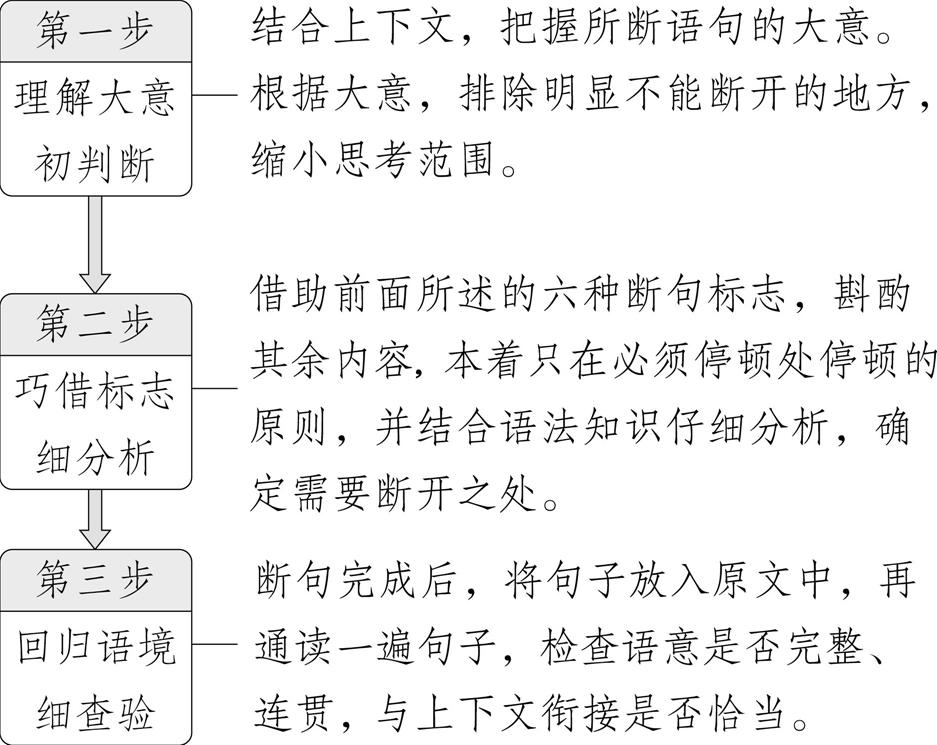 第一步
理解大意
初判断
结合上下文，把握所断语句的大意。
根据大意，排除明显不能断开的地方，
缩小思考范围。
第二步
巧借标志
细分析
借助前面所述的六种断句标志，斟酌
其余内容，本着只在必须停顿处停顿的
原则，并结合语法知识仔细分析，确
定需要断开之处。
第三步
回归语境
细查验
断句完成后，将句子放入原文中，再
通读一遍句子，检查语意是否完整、
连贯，与上下文衔接是否恰当。